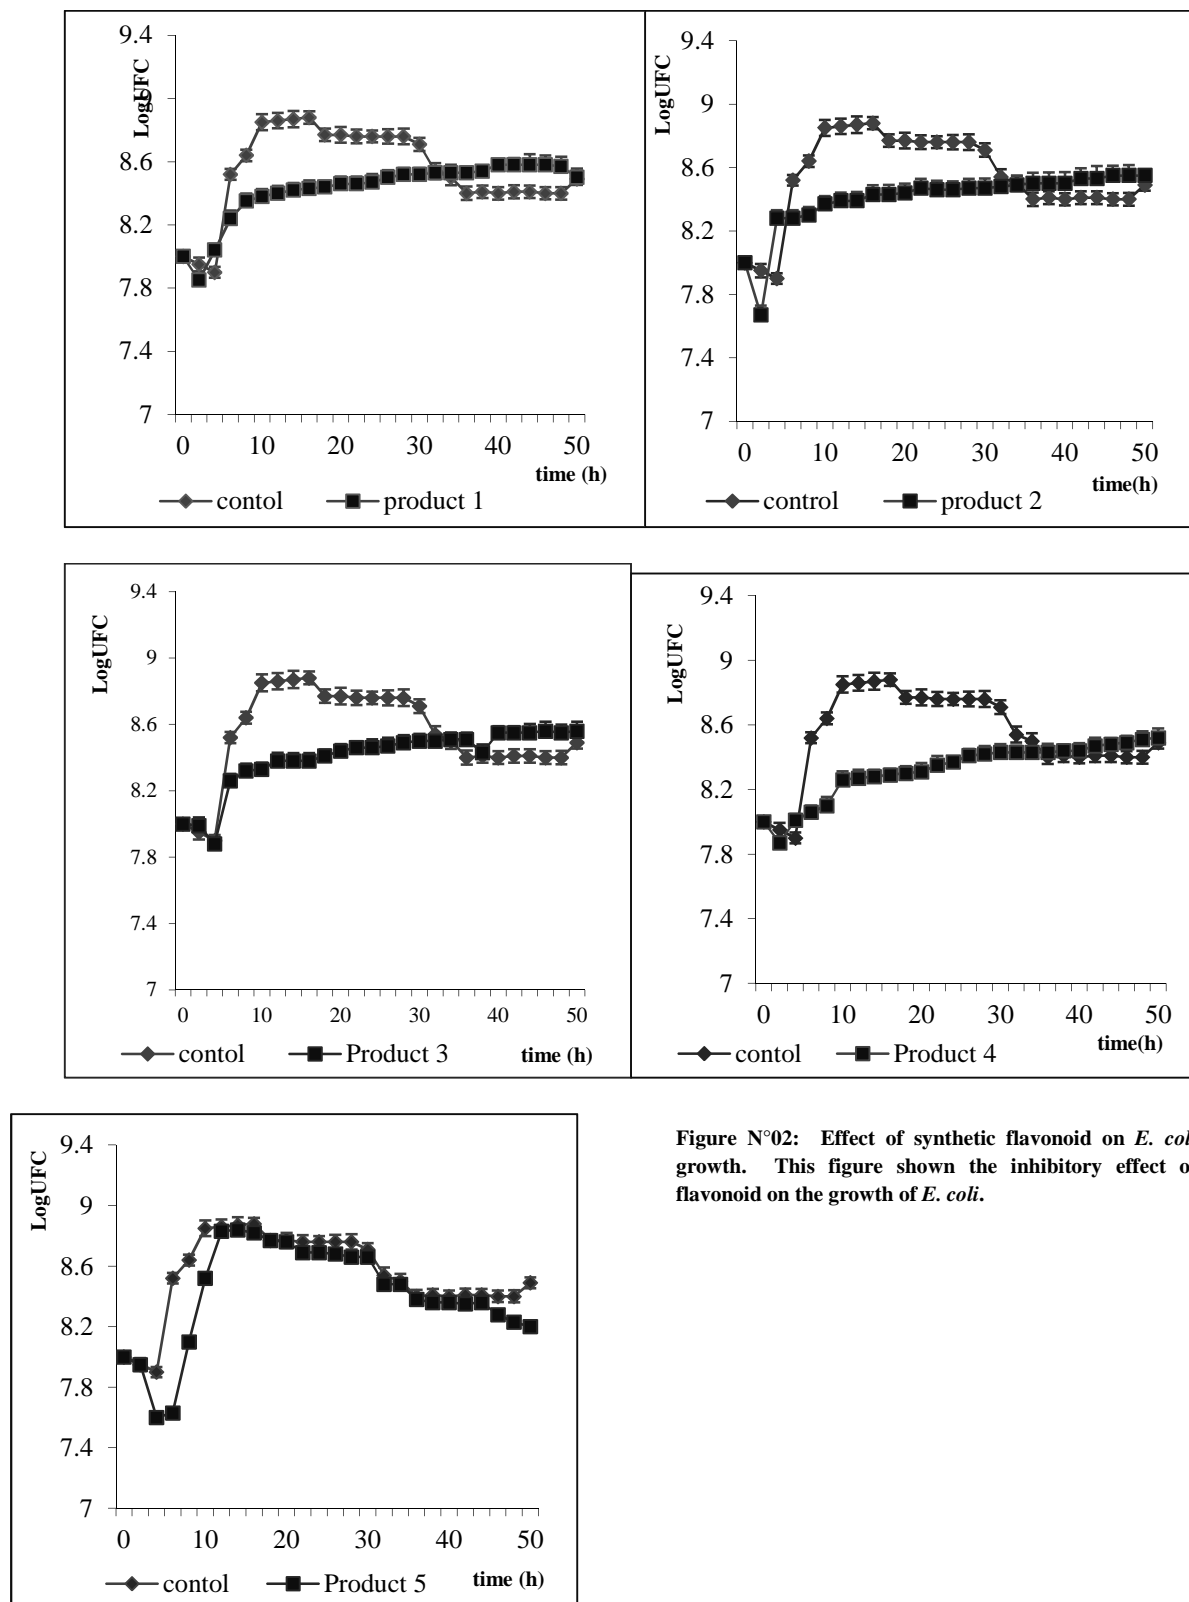 9.4
9
8.6
8.2
7.8
7.4
7
LogUFC
0 10 20 30 40 50
time (h)
contol product 1
9.4
9
8.6
8.2
7.8
7.4
7
LogUFC
0 10 20 30 40 50
time(h)
control product 2
9.4
9
8.6
8.2
7.8
7.4
7
LogUFC
0 10 20 30 40 50
contol Product 3 time (h)
9.4
9
8.6
8.2
7.8
7.4
7
LogUFC
0 10 20 30 40 50
time(h)
contol Product 4
9.4
9
8.6
8.2
7.8
7.4
7
LogUFC
0 10 20 30 40 50
contol Product 5 time (h)
Figure N°02: Effect of synthetic flavonoid on E. col
growth. This figure shown the inhibitory effect o
flavonoid on the growth of E. coli.